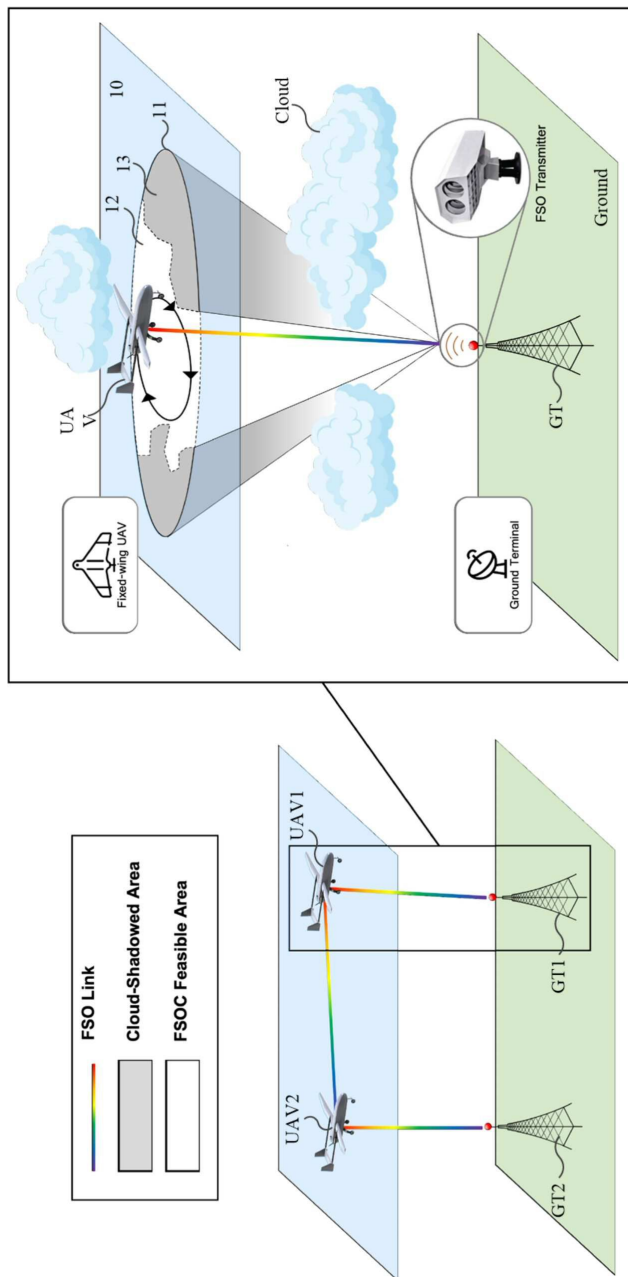 FSO Link
Cloud-Shadowed Area
FSOC Feasible Area
UAV2
UAV1
GT2
GT1
Fixed-wing UAV
UA
V
12
13
11
10
Cloud
Ground Terminal
GT
FSO Transmitter
Ground